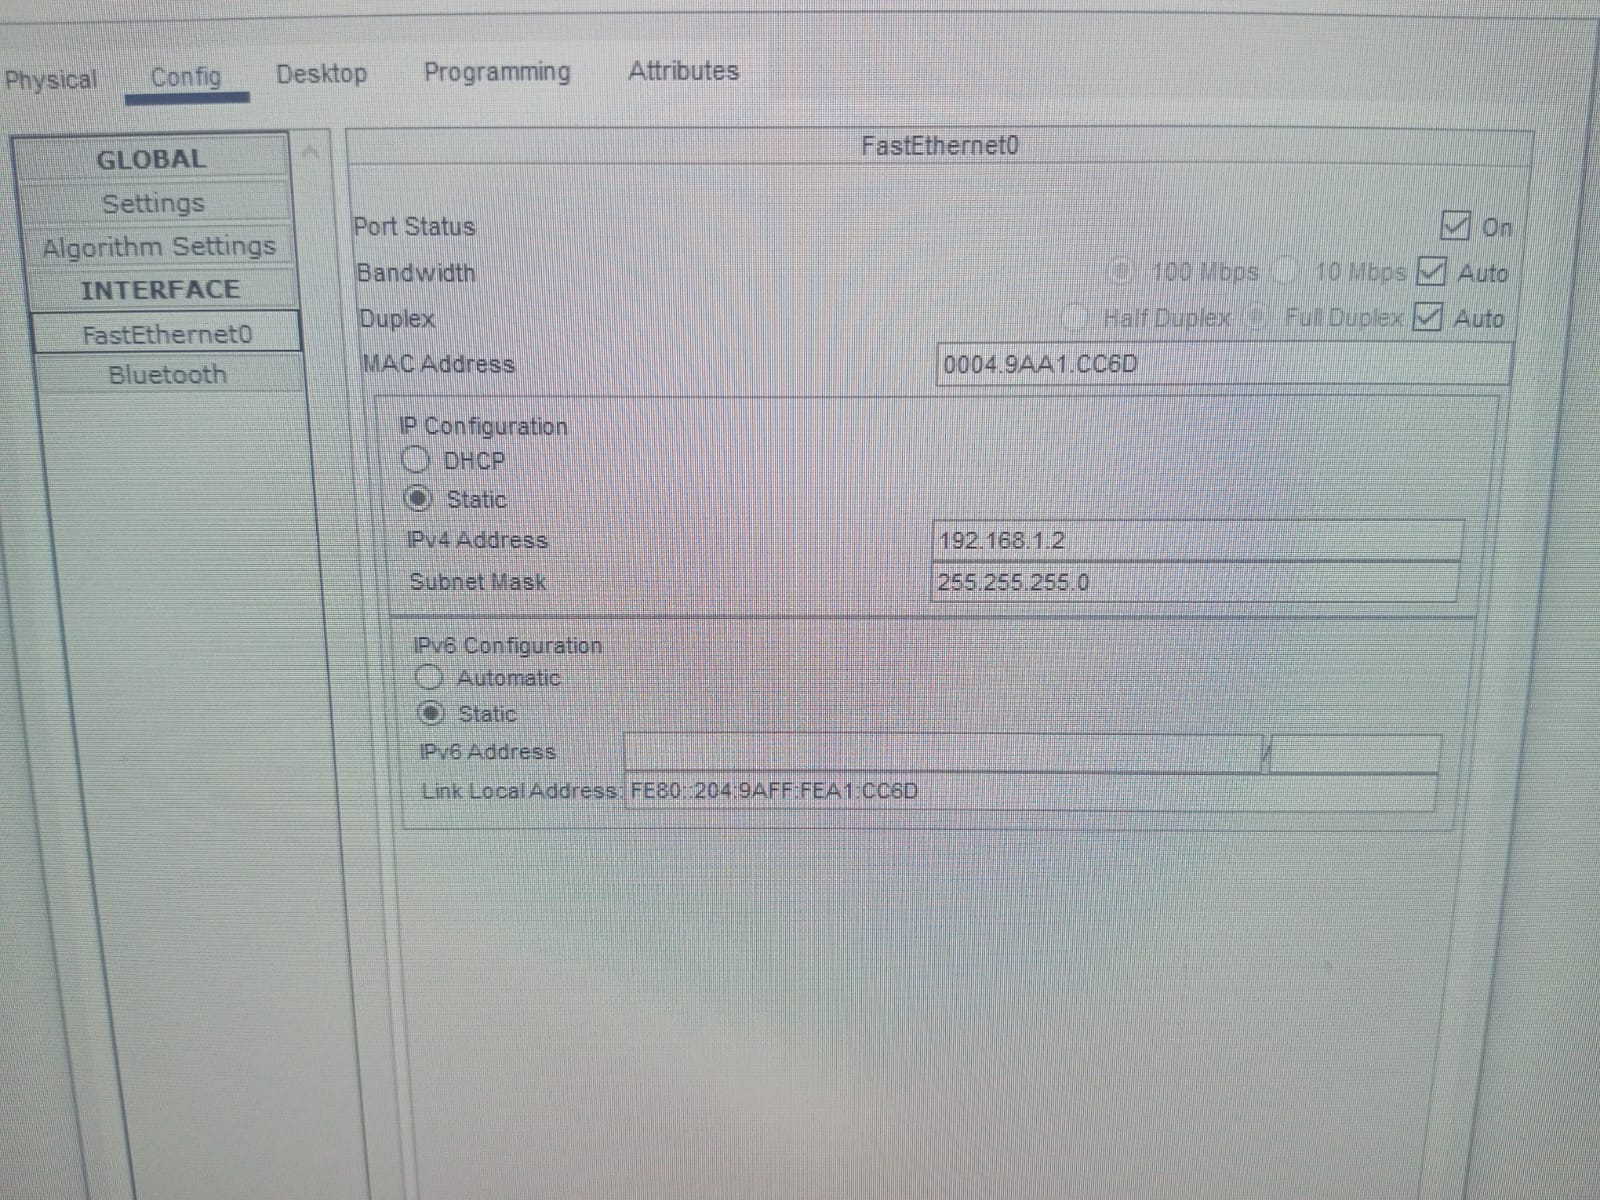 Physical Config Desktop Programming Attributes
GLOBAL
Settings
Algorithm Settings
INTERFACE
FastEthernet0
Bluetooth
FastEthernet0
Port Status On
Bandwidth 100 Mbps 10 Mbps Auto
Duplex Half Duplex Full Duplex Auto
MAC Address 0004.9AA1.CC6D
IP Configuration
DHCP
Static
IPv4 Address 192.168.1.2
Subnet Mask 255.255.255.0
IPv6 Configuration
Automatic
Static
IPv6 Address /
Link Local Address: FE80::204:9AFF:FEA1:CC6D